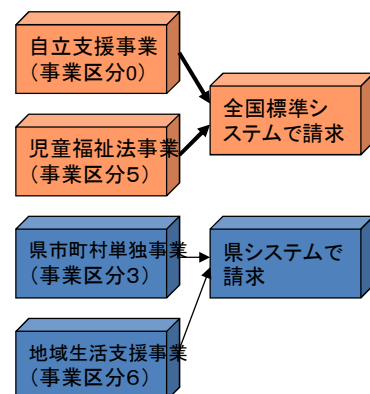 自立支援事業
(事業区分0)
全国標準シ
ステムで請求
児童福祉法事業
(事業区分5)
県市町村単独事業
(事業区分3)
県システムで
請求
地域生活支援事業
(事業区分6)